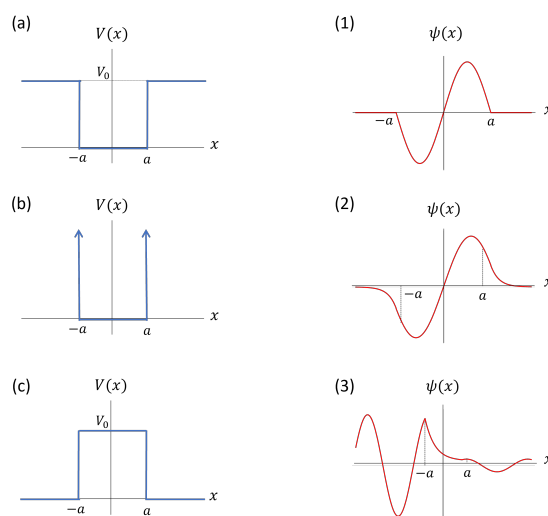 (a)
V(x)
V₀
−a
a
x
(b)
V(x)
−a
a
x
(c)
V(x)
V₀
−a
a
x
(1)
ψ(x)
−a
a
x
(2)
ψ(x)
−a
a
x
(3)
ψ(x)
−a
a
x